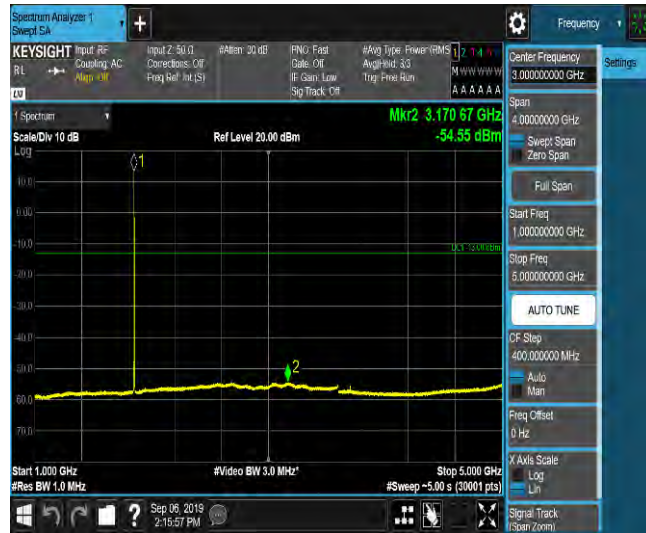 Spectrum Analyzer 1
Swept SA
+
Frequency
KEYSIGHT Input: RF
RL
Coupling: AC
Align: Off
LXI
Input Z: 50 Ω
Corrections: Off
Freq Ref: Int (S)
#Atten: 30 dB
PNO: Fast
Gate: Off
IF Gain: Low
Sig Track: Off
#Avg Type: Power (RMS
Avg|Hold: 3/3
Trig: Free Run
A A A A A A
1 Spectrum
Mkr2 3.170 67 GHz
Scale/Div 10 dB
Ref Level 20.00 dBm
-54.55 dBm
Log
1
10.0
0.00
-10.0
-20.0
-30.0
-40.0
-50.0
2
-60.0
-70.0
Start 1.000 GHz
#Video BW 3.0 MHz*
Stop 5.000 GHz
#Res BW 1.0 MHz
#Sweep ~5.00 s (30001 pts)
?
Sep 06, 2019
2:15:57 PM
Center Frequency
3.000000000 GHz
Settings
Span
4.00000000 GHz
Swept Span
Zero Span
Full Span
Start Freq
1.000000000 GHz
Stop Freq
5.000000000 GHz
AUTO TUNE
CF Step
400.000000 MHz
Auto
Man
Freq Offset
0 Hz
X Axis Scale
Log
Lin
Signal Track
(Span Zoom)